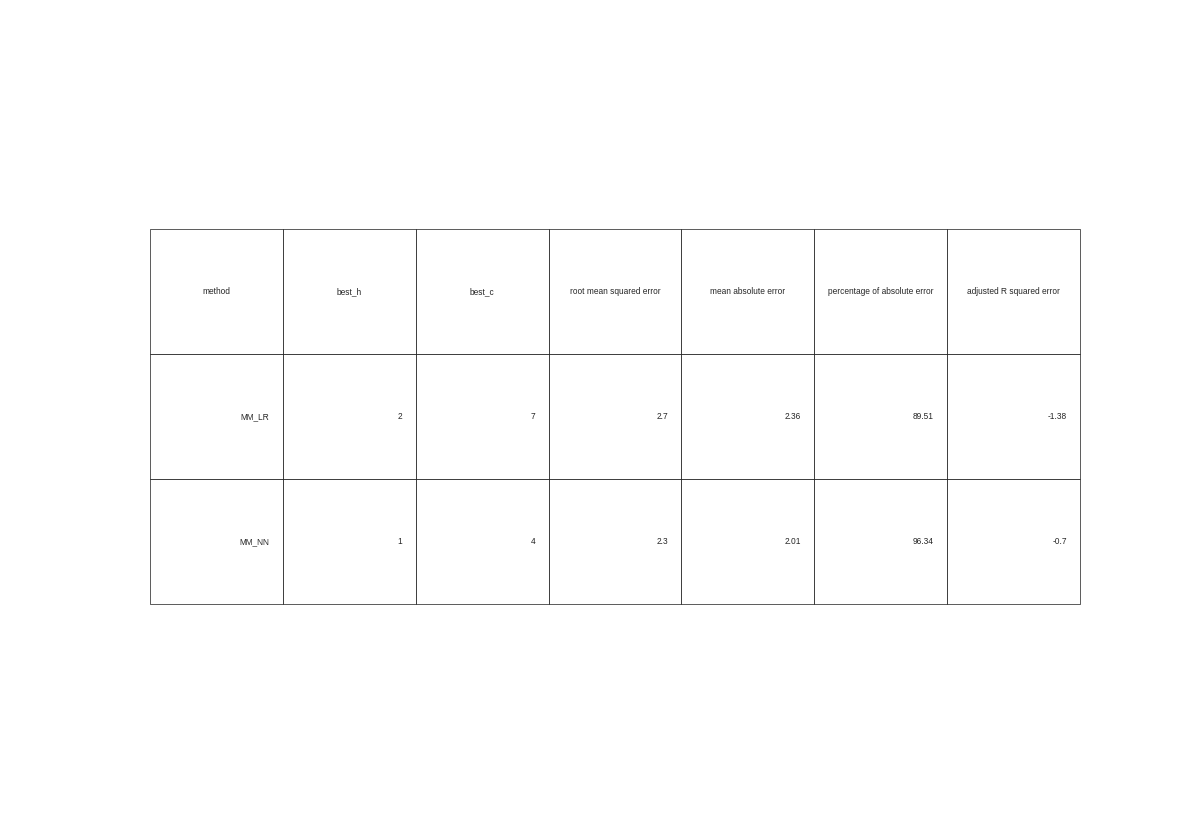 method best_h best_c root mean squared error mean absolute error percentage of absolute error adjusted R squared error
MM_LR 2 7 2.7 2.36 89.51 -1.38
MM_NN 1 4 2.3 2.01 96.34 -0.7